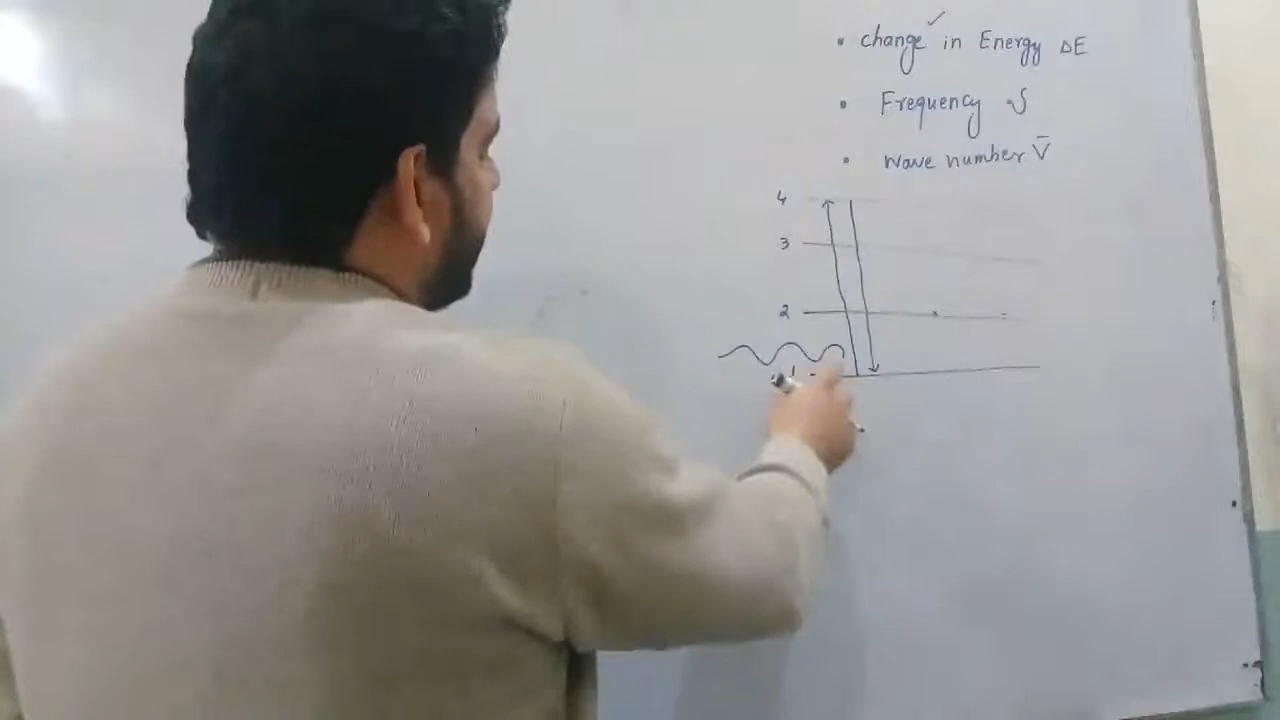 • change in Energy ΔE
• Frequency υ
• Wave number V̄
4
3
2
1